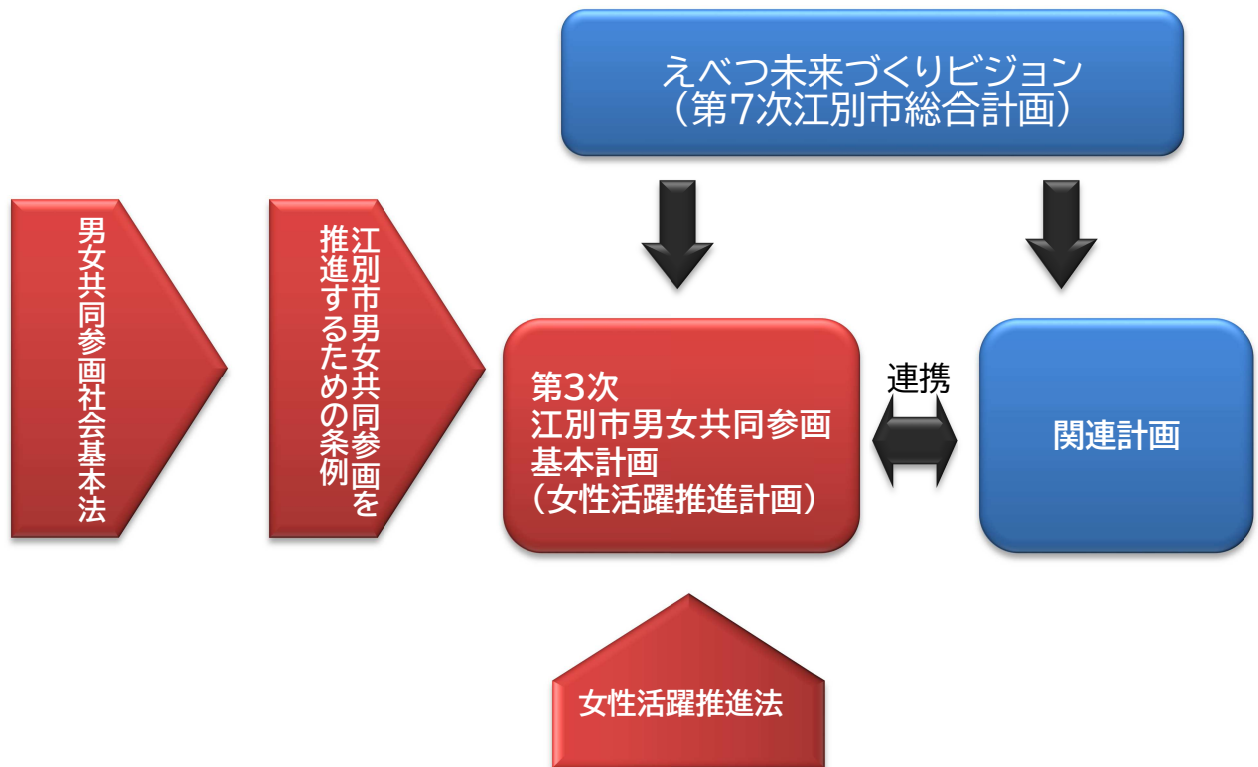 えべつ未来づくりビジョン
（第７次江別市総合計画）
男女共同参画社会基本法
江別市男女共同参画を
推進するための条例
第３次
江別市男女共同参画
基本計画
（女性活躍推進計画）
連携
関連計画
女性活躍推進法